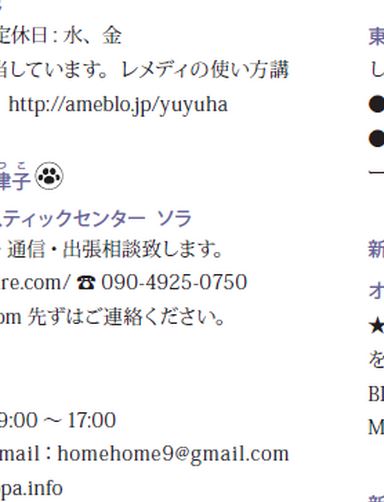 定休日：水、金
当しています。レメディの使い方講
http://ameblo.jp/yuyuha
つこ
津子
スティックセンター ソラ
・通信・出張相談致します。
re.com/ ☎ 090-4925-0750
om 先ずはご連絡ください。
9:00 ～ 17:00
mail：homehome9@gmail.com
pa.info
東
し
●
●
ー
新
オ
★
を
Bl
M